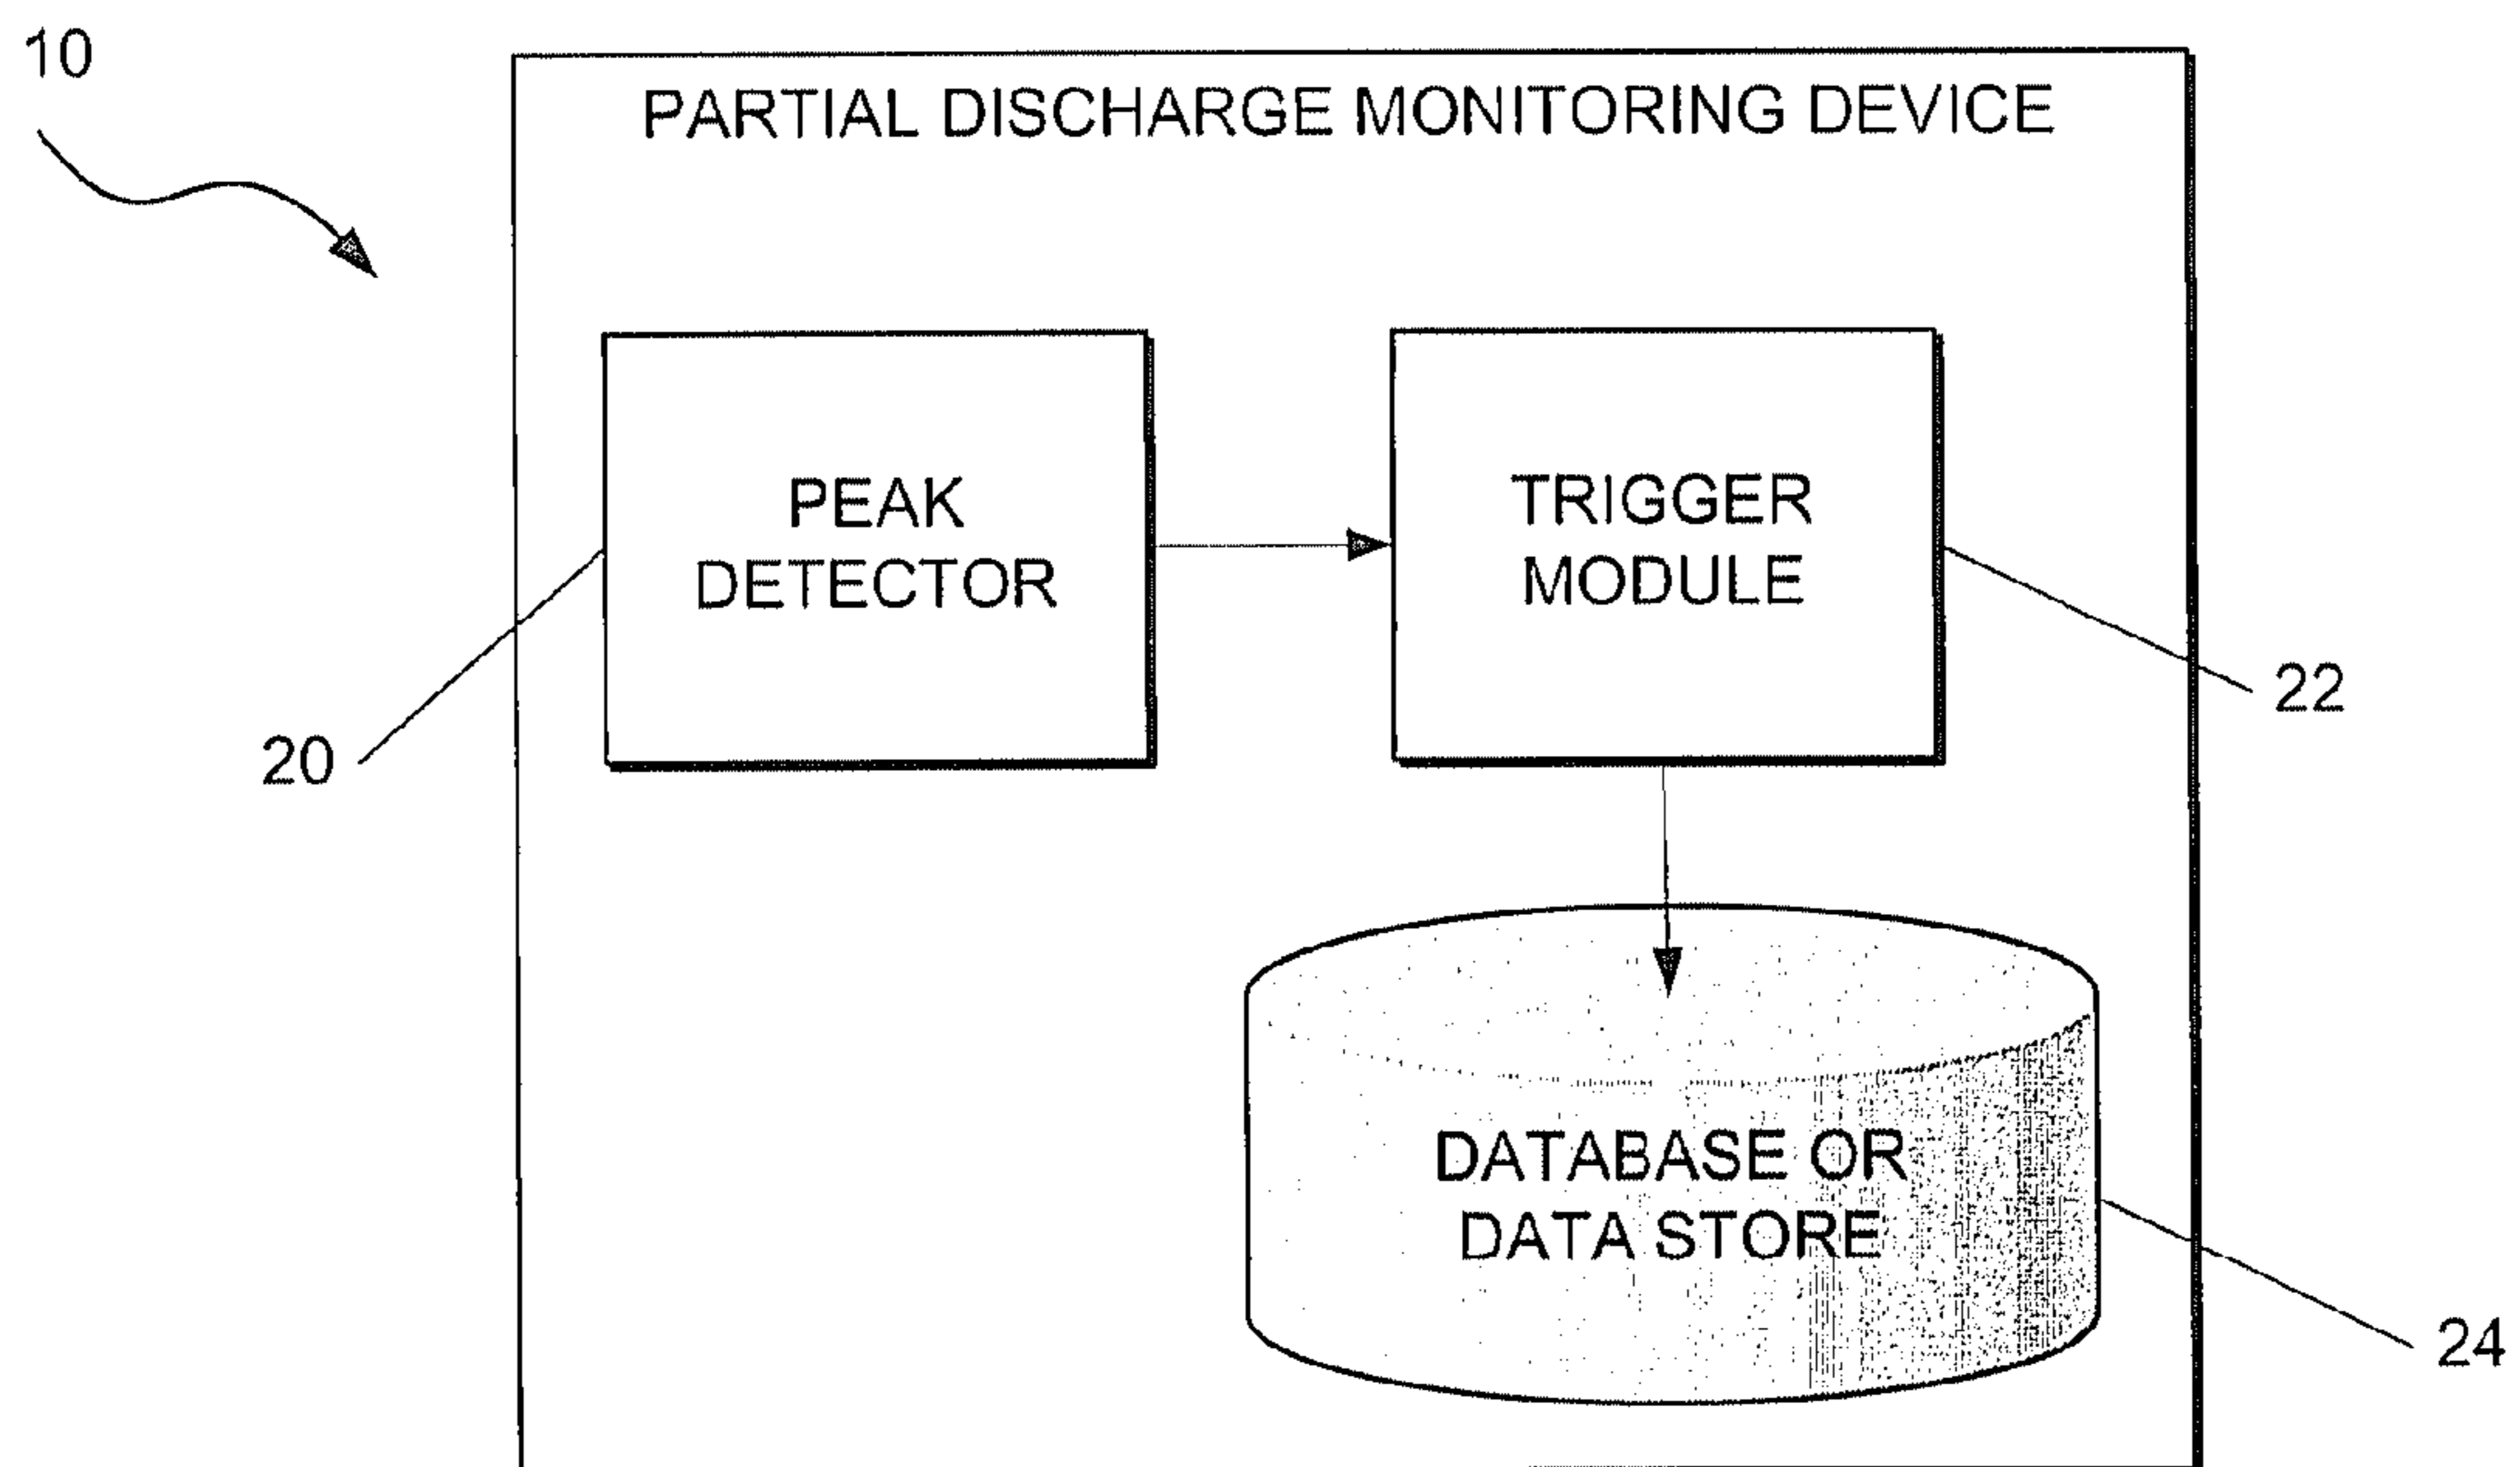 10
PARTIAL DISCHARGE MONITORING DEVICE
PEAK
DETECTOR
TRIGGER
MODULE
20
22
DATABASE OR
DATA STORE
24